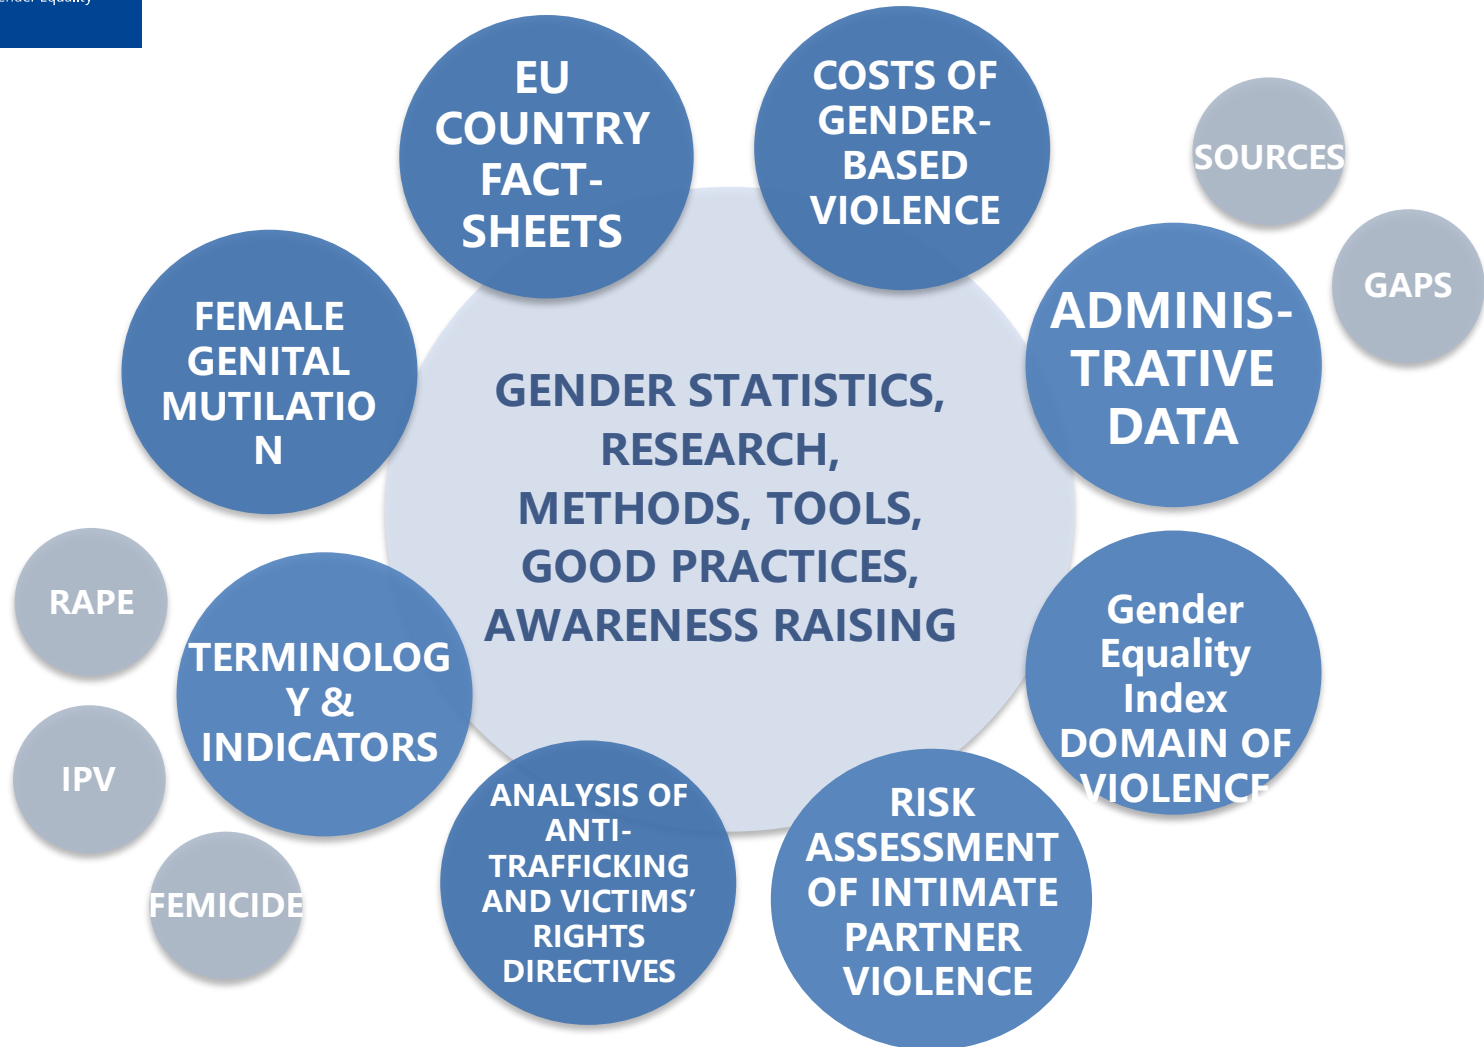 Gender Equality
EU
COUNTRY
FACT-
SHEETS
COSTS OF
GENDER-
BASED
VIOLENCE
SOURCES
GAPS
ADMINIS-
TRATIVE
DATA
FEMALE
GENITAL
MUTILATIO
N
GENDER STATISTICS,
RESEARCH,
METHODS, TOOLS,
GOOD PRACTICES,
AWARENESS RAISING
RAPE
TERMINOLOG
Y &
INDICATORS
IPV
FEMICIDE
Gender
Equality
Index
DOMAIN OF
VIOLENCE
ANALYSIS OF
ANTI-
TRAFFICKING
AND VICTIMS’
RIGHTS
DIRECTIVES
RISK
ASSESSMENT
OF INTIMATE
PARTNER
VIOLENCE